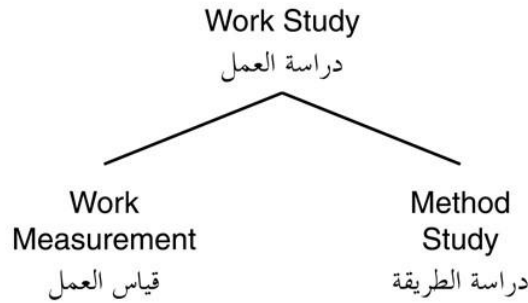 Work Study
دراسة العمل
Work
Measurement
قياس العمل
Method
Study
دراسة الطريقة